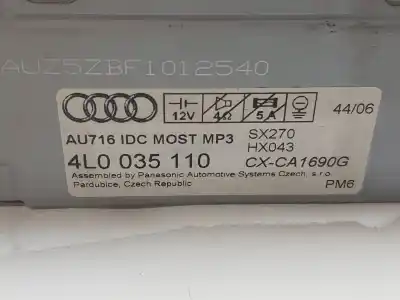 AUZ5ZBF1012540
12V 4Ω 5 A
44/06
AU716 IDC MOST MP3 SX270
HX043
4L0 035 110 CX-CA1690G
Assembled by Panasonic Automotive Systems Czech, s.r.o.
Pardubice, Czech Republic
PM6